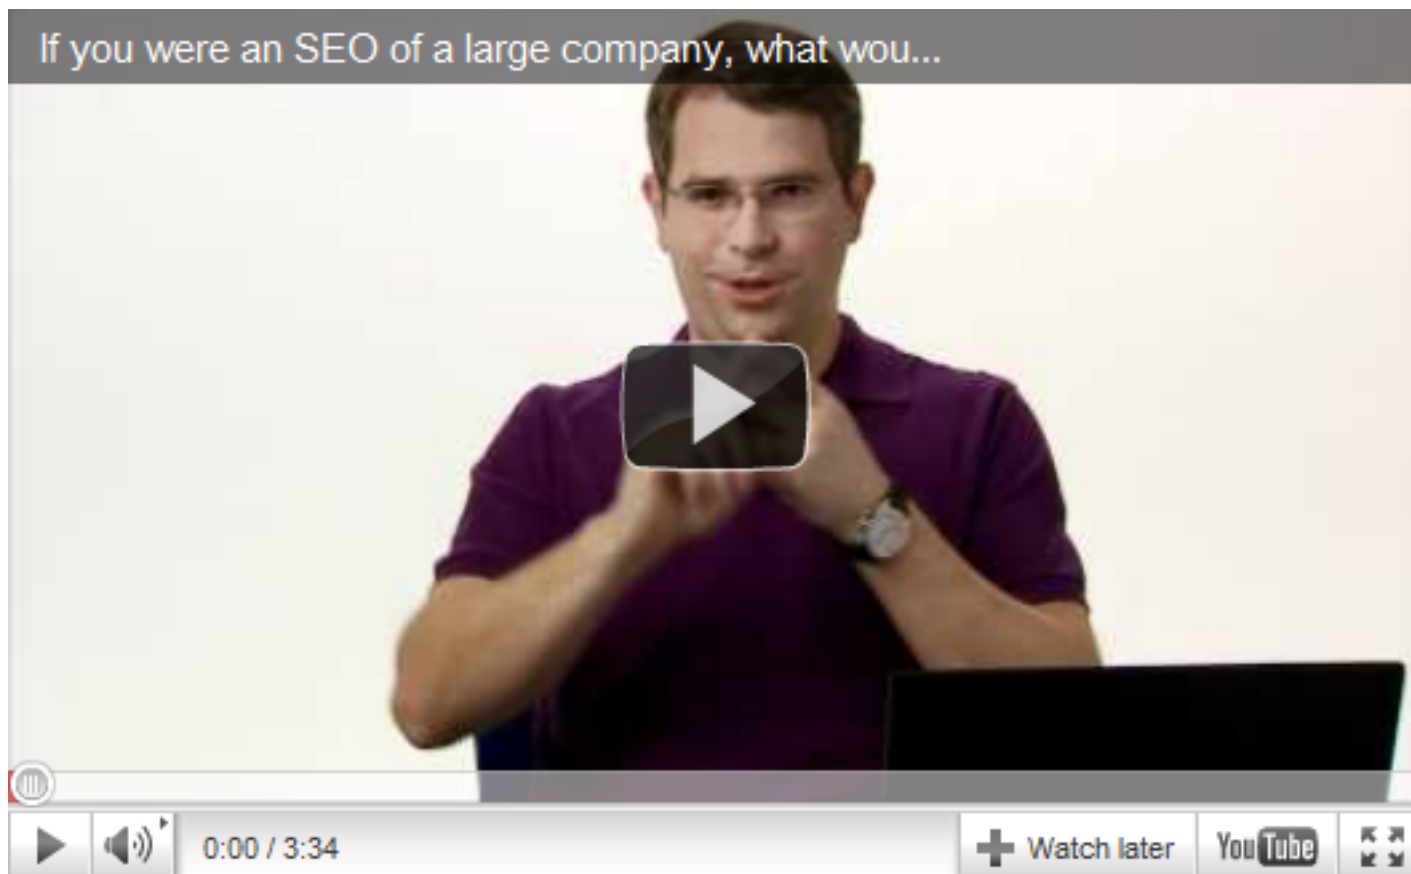 If you were an SEO of a large company, what wou...
0:00 / 3:34
Watch later
YouTube